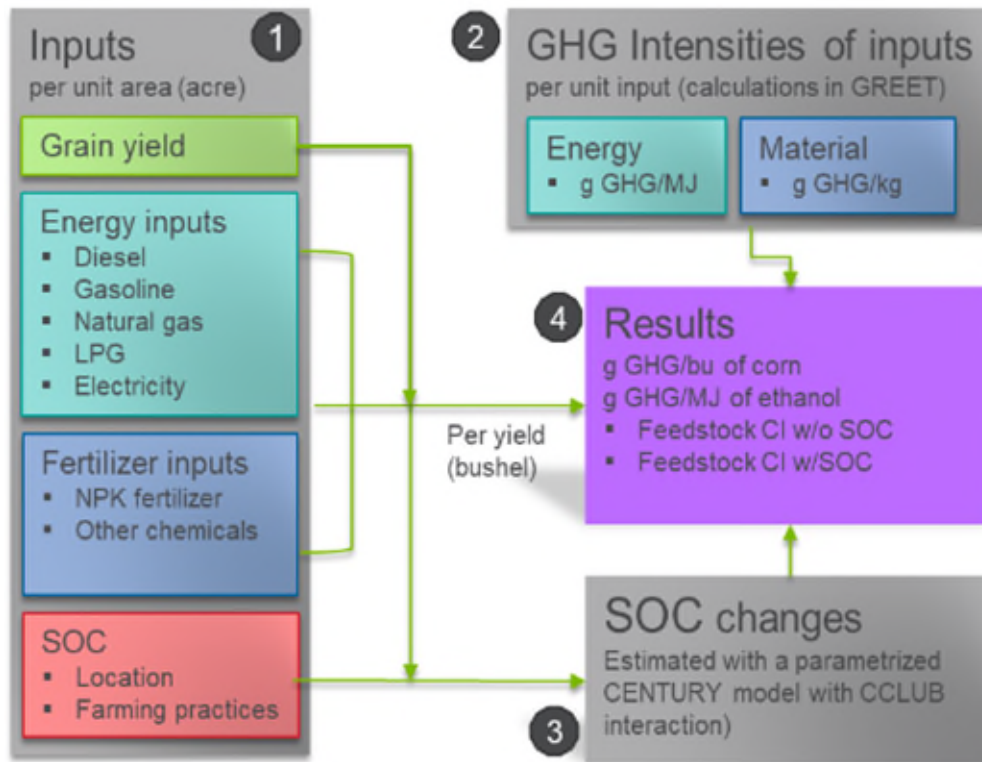 Inputs
1
per unit area (acre)
Grain yield
Energy inputs
▪ Diesel
▪ Gasoline
▪ Natural gas
▪ LPG
▪ Electricity
Fertilizer inputs
▪ NPK fertilizer
▪ Other chemicals
SOC
▪ Location
▪ Farming practices
2
GHG Intensities of inputs
per unit input (calculations in GREET)
Energy
▪ g GHG/MJ
Material
▪ g GHG/kg
Per yield
(bushel)
4
Results
g GHG/bu of corn
g GHG/MJ of ethanol
▪ Feedstock CI w/o SOC
▪ Feedstock CI w/SOC
SOC changes
Estimated with a parametrized
CENTURY model with CCLUB
interaction)
3